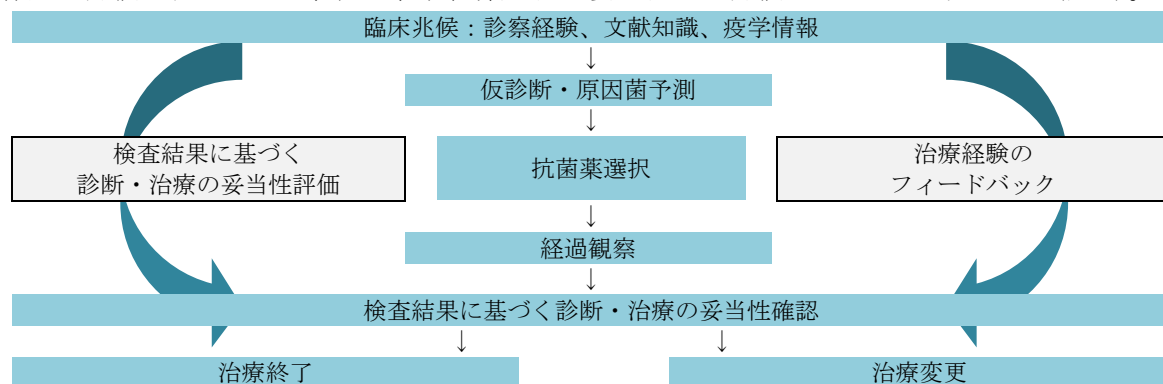 臨床兆候：診察経験、文献知識、疫学情報
↓
仮診断・原因菌予測
↓
検査結果に基づく
診断・治療の妥当性評価
抗菌薬選択
治療経験の
フィードバック
↓
経過観察
↓
検査結果に基づく診断・治療の妥当性確認
↓ ↓
治療終了
治療変更